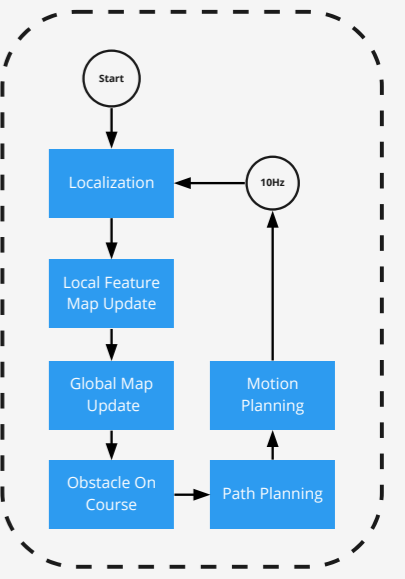 Start
Localization
10Hz
Local Feature
Map Update
Global Map
Update
Motion
Planning
Obstacle On
Course
Path Planning